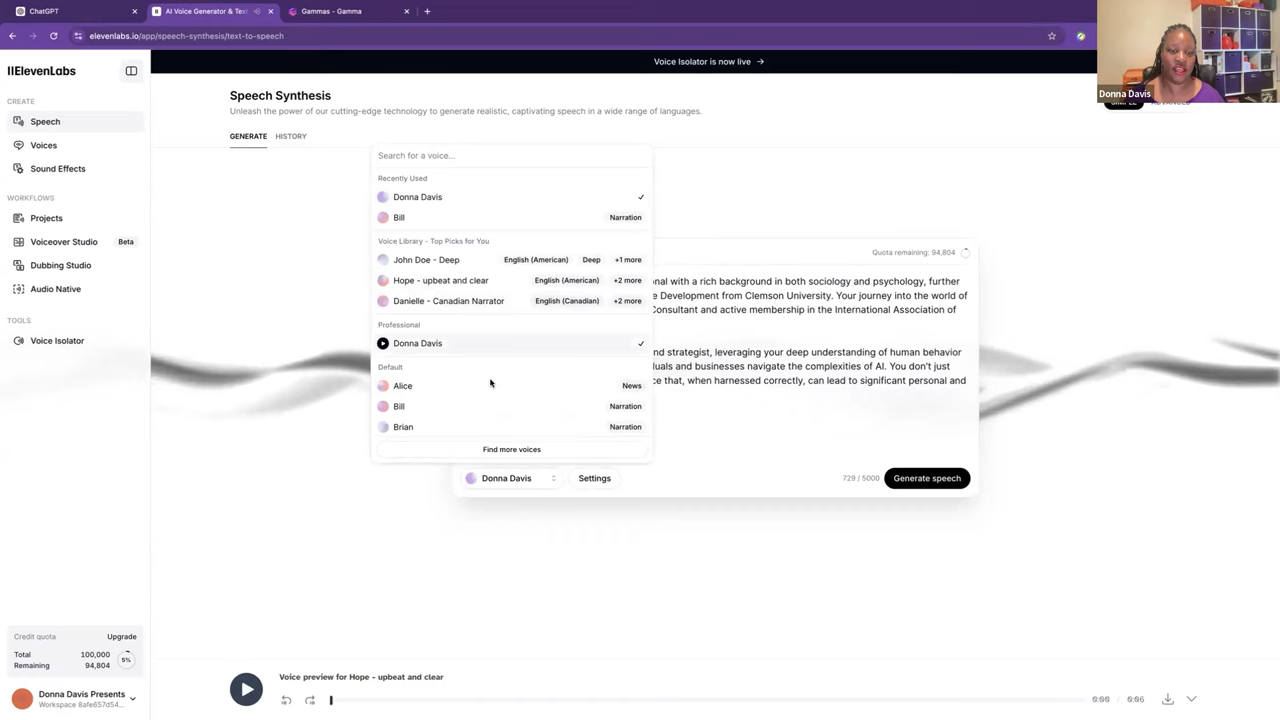 ChatGPT
AI Voice Generator & Text
Gammas - Gamma
elevenlabs.io/app/speech-synthesis/text-to-speech
IIElevenLabs
Voice Isolator is now live →
Donna Davis
CREATE
Speech
Voices
Sound Effects
WORKFLOWS
Projects
Voiceover Studio Beta
Dubbing Studio
Audio Native
TOOLS
Voice Isolator
Speech Synthesis
Unleash the power of our cutting-edge technology to generate realistic, captivating speech in a wide range of languages.
GENERATE HISTORY
Search for a voice...
Recently Used
Donna Davis
Bill Narration
Voice Library - Top Picks for You
John Doe - Deep English (American) Deep +1 more
Hope - upbeat and clear English (American) +2 more
Danielle - Canadian Narrator English (Canadian) +2 more
Professional
Donna Davis
Default
Alice News
Bill Narration
Brian Narration
Find more voices
Quota remaining: 94,804
onal with a rich background in both sociology and psychology, further
e Development from Clemson University. Your journey into the world of
Consultant and active membership in the International Association of
nd strategist, leveraging your deep understanding of human behavior
duals and businesses navigate the complexities of AI. You don't just
ce that, when harnessed correctly, can lead to significant personal and
Donna Davis Settings 729 / 5000 Generate speech
Credit quota Upgrade
Total 100,000
Remaining 94,804
5%
Donna Davis Presents
Workspace 8afe657d54...
Voice preview for Hope - upbeat and clear
0:00 / 0:06